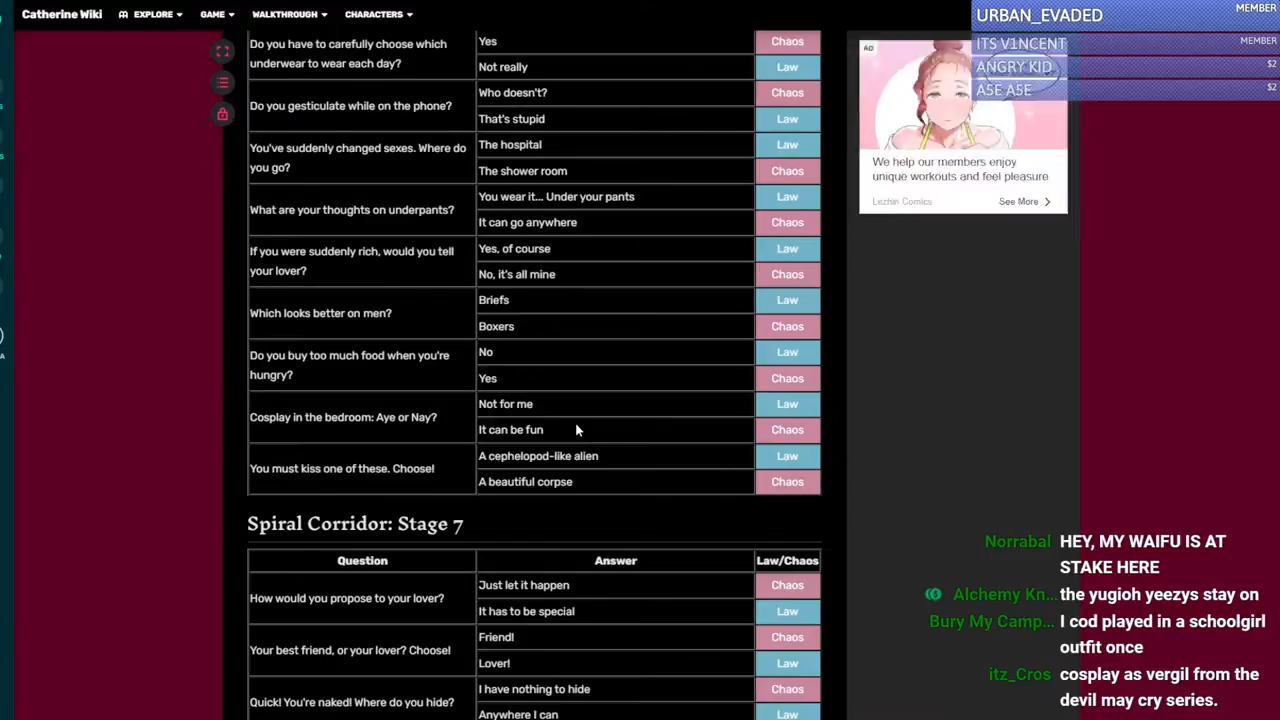 Catherine Wiki
EXPLORE
GAME
WALKTHROUGH
CHARACTERS
URBAN_EVADED
MEMBER
ITS V1NCENT
MEMBER
ANGRY KID
$2
A5E A5E
$2
Do you have to carefully choose which
underwear to wear each day?
Yes
Chaos
Not really
Law
Do you gesticulate while on the phone?
Who doesn't?
Chaos
That's stupid
Law
You've suddenly changed sexes. Where do
you go?
The hospital
Law
The shower room
Chaos
What are your thoughts on underpants?
You wear it... Under your pants
Law
It can go anywhere
Chaos
If you were suddenly rich, would you tell
your lover?
Yes, of course
Law
No, it's all mine
Chaos
Which looks better on men?
Briefs
Law
Boxers
Chaos
Do you buy too much food when you're
hungry?
No
Law
Yes
Chaos
Cosplay in the bedroom: Aye or Nay?
Not for me
Law
It can be fun
Chaos
You must kiss one of these. Choose!
A cephelopod-like alien
Law
A beautiful corpse
Chaos
Spiral Corridor: Stage 7
Question
Answer
Law/Chaos
How would you propose to your lover?
Just let it happen
Chaos
It has to be special
Law
Your best friend, or your lover? Choose!
Friend!
Chaos
Lover!
Law
Quick! You're naked! Where do you hide?
I have nothing to hide
Chaos
Anywhere I can
Law
AD
We help our members enjoy
unique workouts and feel pleasure
Lezhin Comics
See More
Norrabal HEY, MY WAIFU IS AT
STAKE HERE
Alchemy Kn... the yugioh yeezys stay on
Bury My Camp... I cod played in a schoolgirl
outfit once
itz_Cros cosplay as vergil from the
devil may cry series.